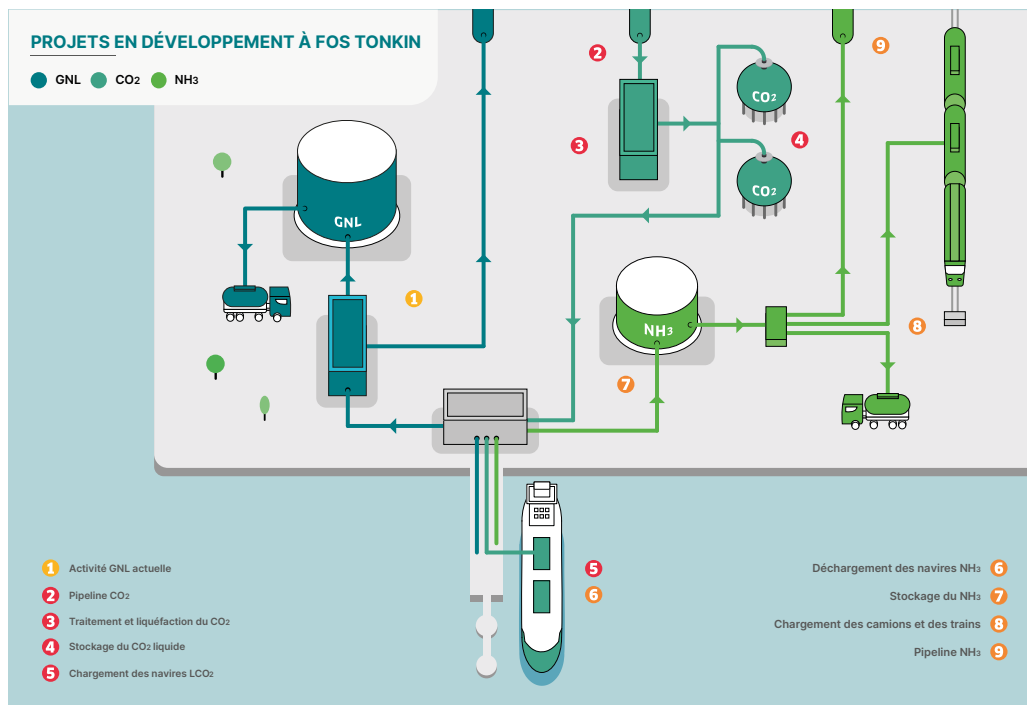 PROJETS EN DÉVELOPPEMENT À FOS TONKIN
GNL CO2 NH3
2
9
CO2
3
4
CO2
GNL
1
NH3
8
7
5
6
1 Activité GNL actuelle
2 Pipeline CO2
3 Traitement et liquéfaction du CO2
4 Stockage du CO2 liquide
5 Chargement des navires LCO2
Déchargement des navires NH3 6
Stockage du NH3 7
Chargement des camions et des trains 8
Pipeline NH3 9